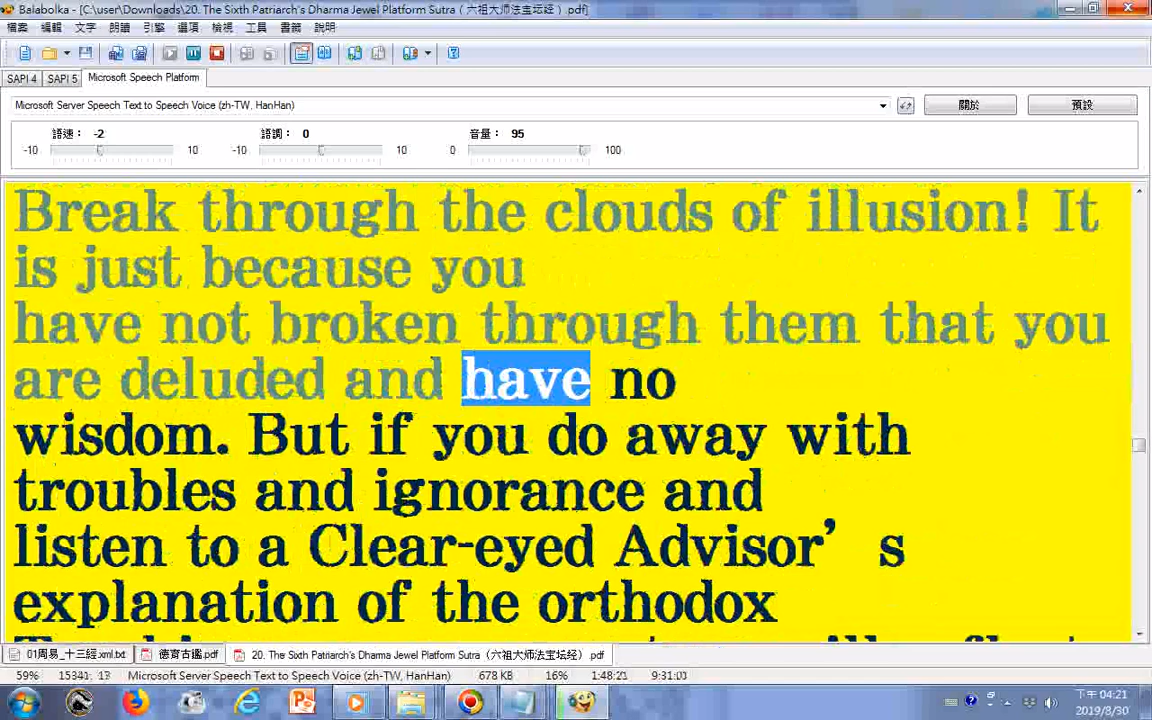 Balabolka - [C:\user\Downloads\20. The Sixth Patriarch's Dharma Jewel Platform Sutra（六祖大师法宝坛经）.pdf]
檔案 編輯 文字 朗讀 引擎 選項 檢視 工具 書籤 說明
SAPI 4 SAPI 5 Microsoft Speech Platform
Microsoft Server Speech Text to Speech Voice (zh-TW, HanHan) 關於 預設
語速： -2 語調： 0 音量： 95
-10 10 -10 10 0 100
Break through the clouds of illusion! It
is just because you
have not broken through them that you
are deluded and have no
wisdom. But if you do away with
troubles and ignorance and
listen to a Clear-eyed Advisor’s
explanation of the orthodox
01周易_十三經.xml.txt 德育古鑑.pdf 20. The Sixth Patriarch's Dharma Jewel Platform Sutra（六祖大师法宝坛经）.pdf
59% 15341, 13 Microsoft Server Speech Text to Speech Voice (zh-TW, HanHan) 678 KB 16% 1:48:21 9:31:03
下午 04:21
2019/8/30